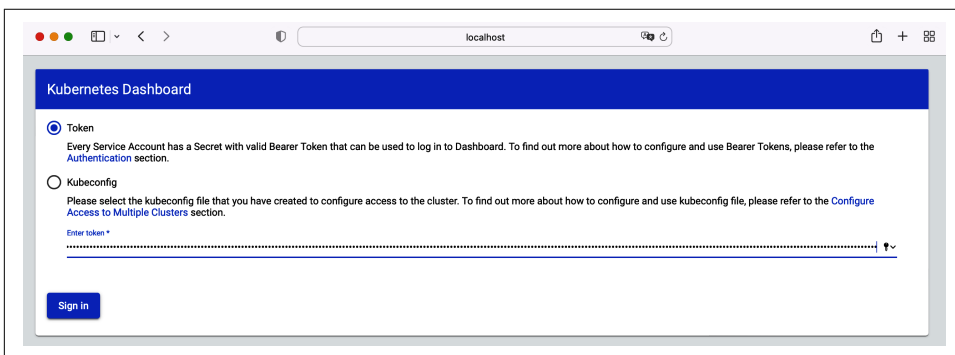 localhost
Kubernetes Dashboard
Token
Every Service Account has a Secret with valid Bearer Token that can be used to log in to Dashboard. To find out more about how to configure and use Bearer Tokens, please refer to the
Authentication section.
Kubeconfig
Please select the kubeconfig file that you have created to configure access to the cluster. To find out more about how to configure and use kubeconfig file, please refer to the Configure
Access to Multiple Clusters section.
Enter token *
Sign in